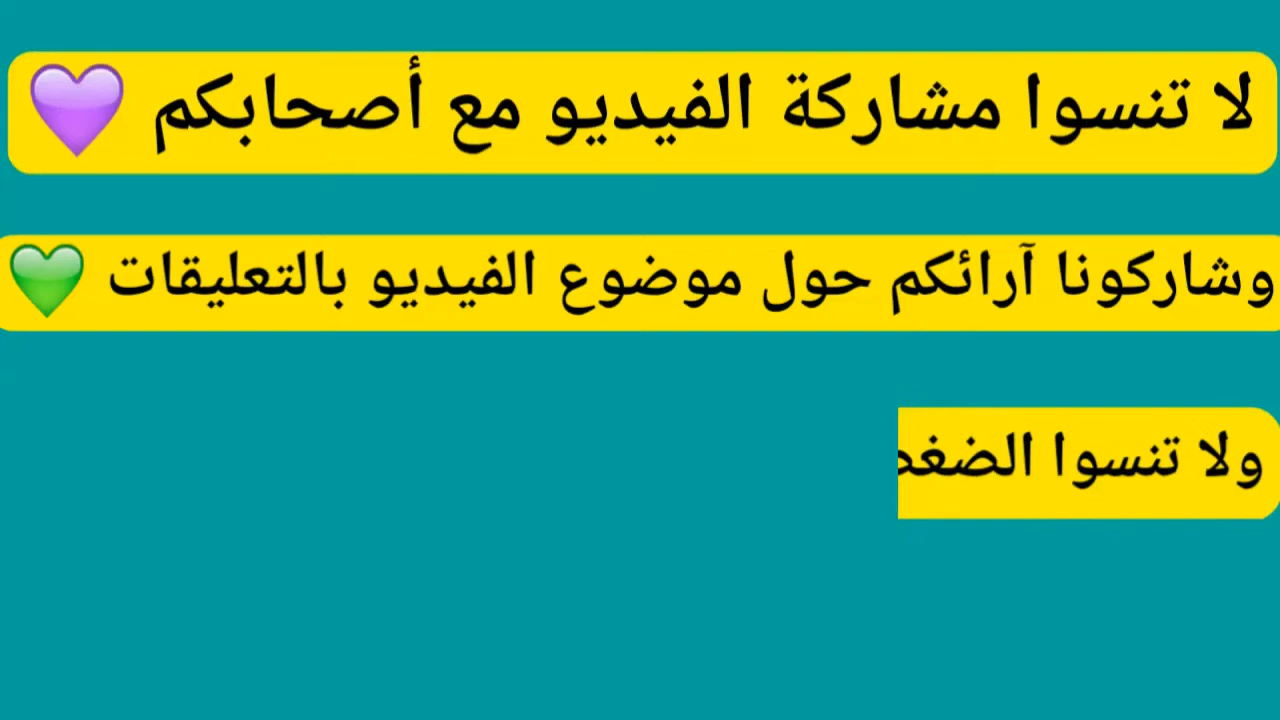 لا تنسوا مشاركة الفيديو مع أصحابكم 💜
وشاركونا آرائكم حول موضوع الفيديو بالتعليقات 💚
ولا تنسوا